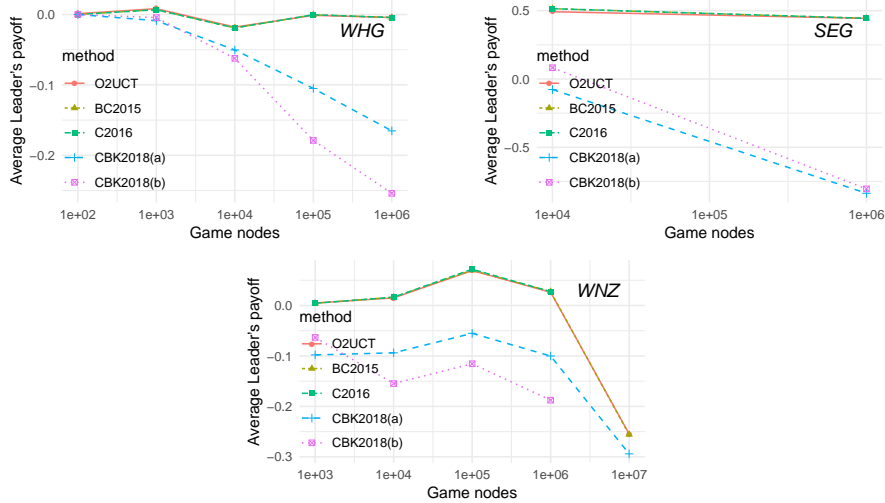 Average Leader's payoff
0.0
−0.1
−0.2
WHG
method
O2UCT
BC2015
C2016
CBK2018(a)
CBK2018(b)
1e+02
1e+03
1e+04
1e+05
1e+06
Game nodes
Average Leader's payoff
0.5
0.0
−0.5
SEG
method
O2UCT
BC2015
C2016
CBK2018(a)
CBK2018(b)
1e+04
1e+05
1e+06
Game nodes
Average Leader's payoff
0.0
−0.1
−0.2
−0.3
WNZ
method
O2UCT
BC2015
C2016
CBK2018(a)
CBK2018(b)
1e+03
1e+04
1e+05
1e+06
1e+07
Game nodes